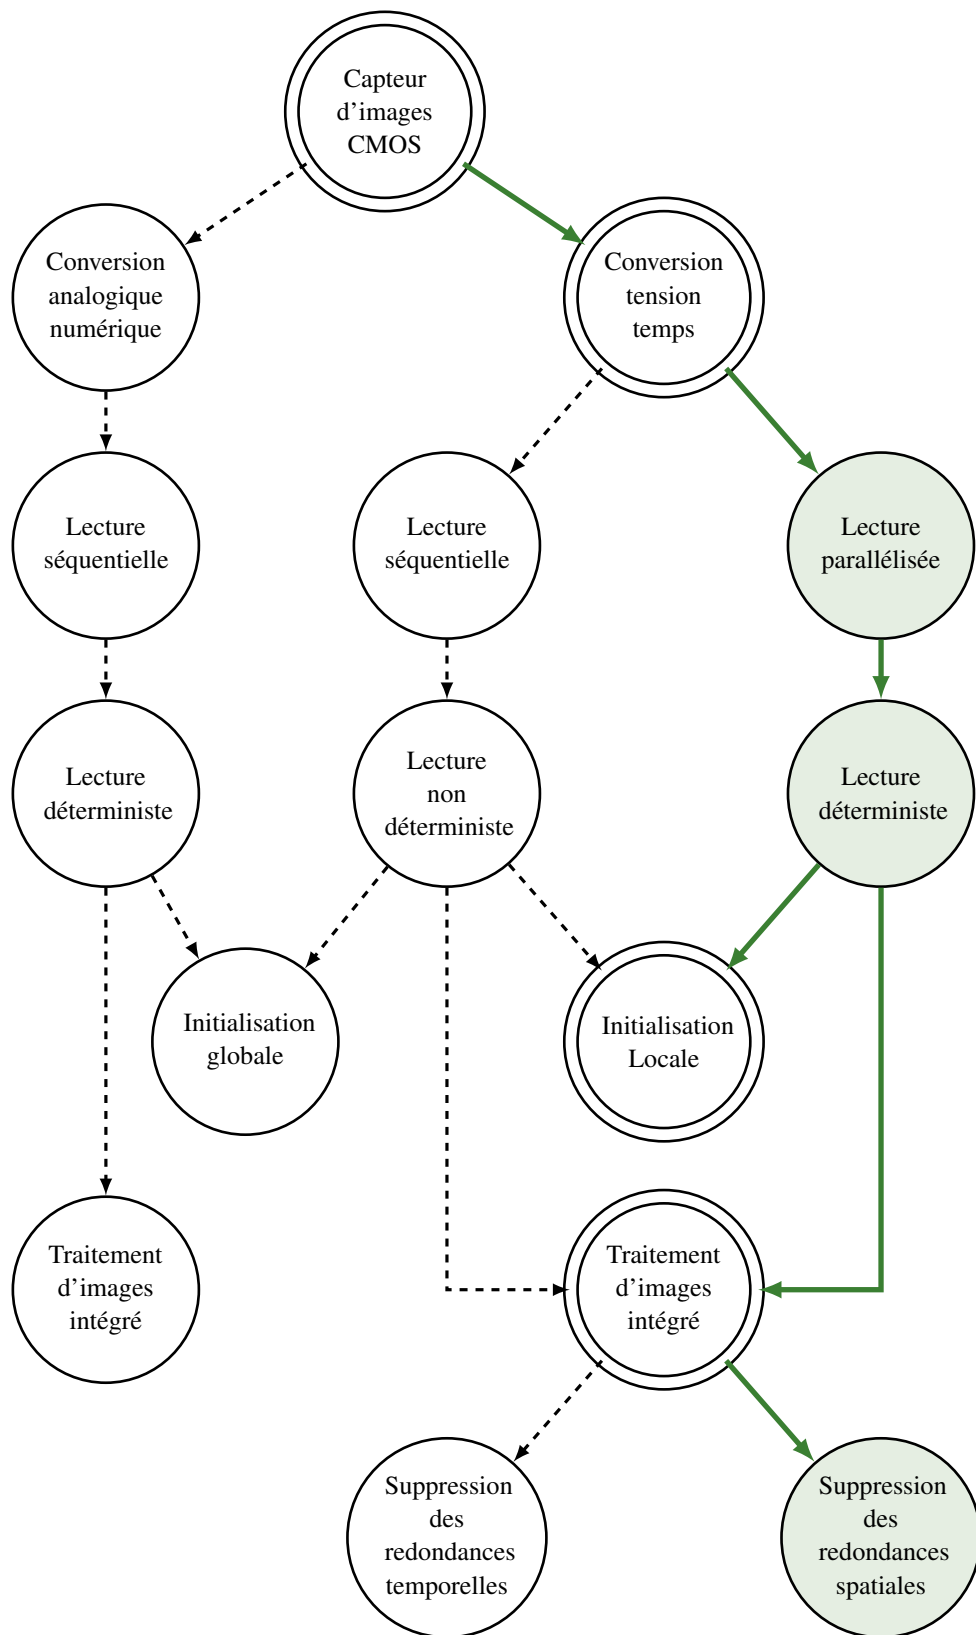 Capteur
d'images
CMOS
Conversion
analogique
numérique
Conversion
tension
temps
Lecture
séquentielle
Lecture
séquentielle
Lecture
parallélisée
Lecture
déterministe
Lecture
non
déterministe
Lecture
déterministe
Initialisation
globale
Initialisation
Locale
Traitement
d'images
intégré
Traitement
d'images
intégré
Suppression
des
redondances
temporelles
Suppression
des
redondances
spatiales